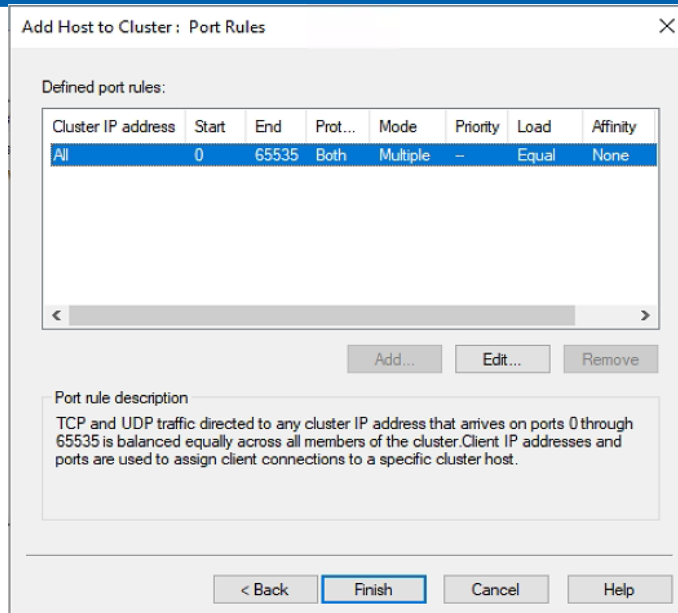 Add Host to Cluster : Port Rules
Defined port rules:
Cluster IP address Start End Prot... Mode Priority Load Affinity
All 0 65535 Both Multiple -- Equal None
Add... Edit... Remove
Port rule description
TCP and UDP traffic directed to any cluster IP address that arrives on ports 0 through
65535 is balanced equally across all members of the cluster.Client IP addresses and
ports are used to assign client connections to a specific cluster host.
< Back Finish Cancel Help